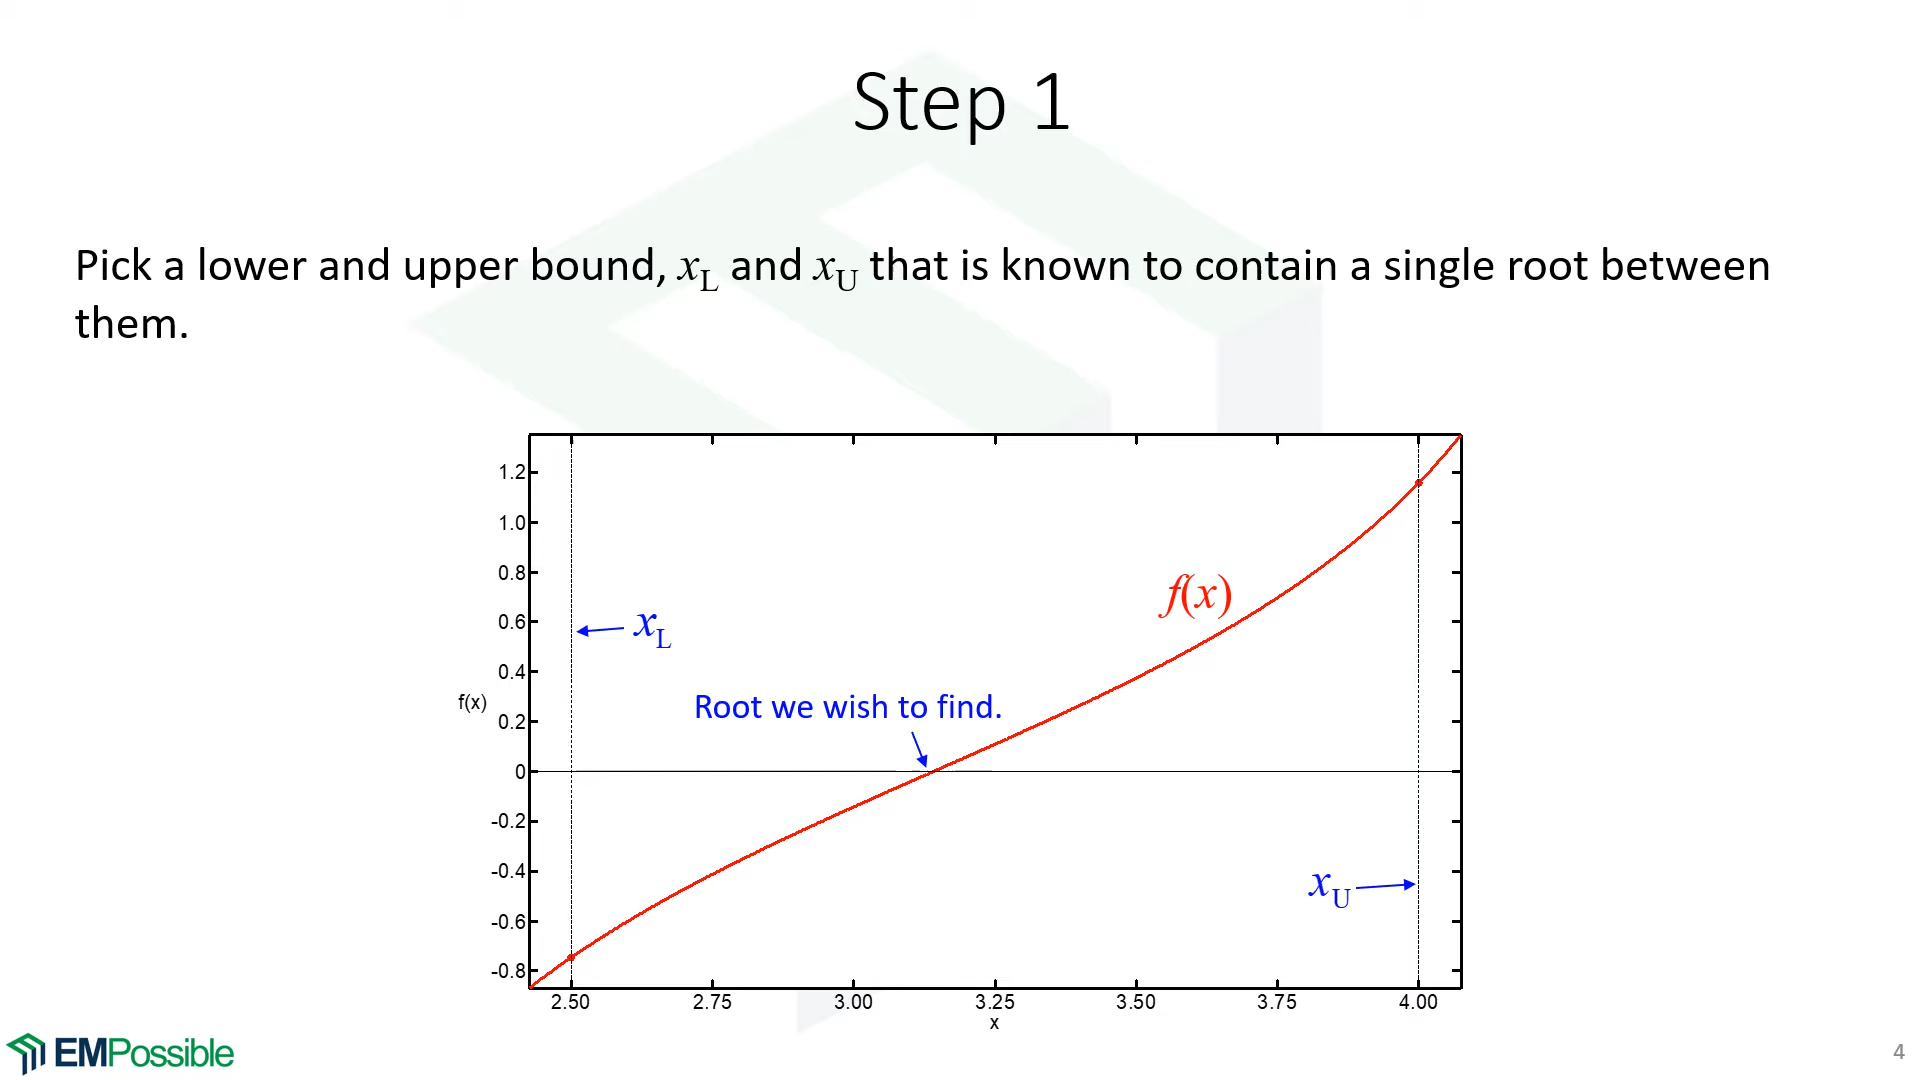 Step 1
Pick a lower and upper bound, xL and xU that is known to contain a single root between
them.
1.2
1.0
0.8
f(x)
0.6
xL
0.4
f(x)
Root we wish to find.
0.2
0
-0.2
-0.4
xU
-0.6
-0.8
2.50 2.75 3.00 3.25 3.50 3.75 4.00
x
EMPossible
4